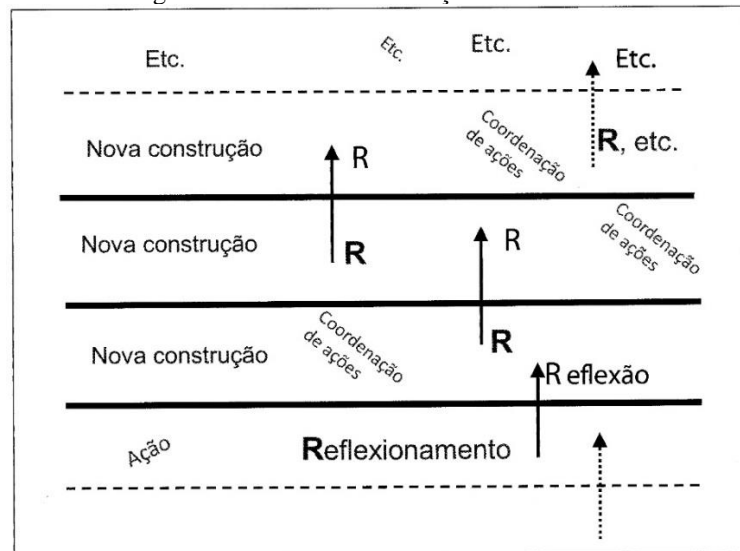 Etc.
Etc.
Etc.
Etc.
Nova construção
Coordenação
de ações
R
R, etc.
Nova construção
R
R
Coordenação
de ações
Nova construção
Coordenação
de ações
R
R eflexão
Ação
Reflexionamento